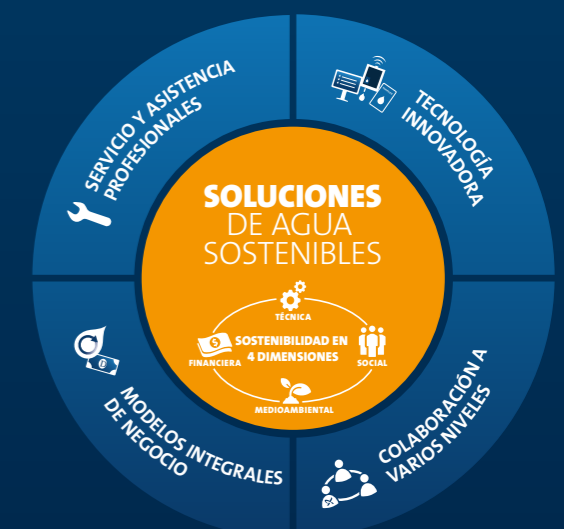 SERVICIO Y ASISTENCIA
PROFESIONALES
TECNOLOGÍA
INNOVADORA
SOLUCIONES
DE AGUA
SOSTENIBLES
TÉCNICA
SOSTENIBILIDAD EN
4 DIMENSIONES
FINANCIERA
SOCIAL
MEDIOAMBIENTAL
MODELOS INTEGRALES
DE NEGOCIO
COLABORACIÓN A
VARIOS NIVELES